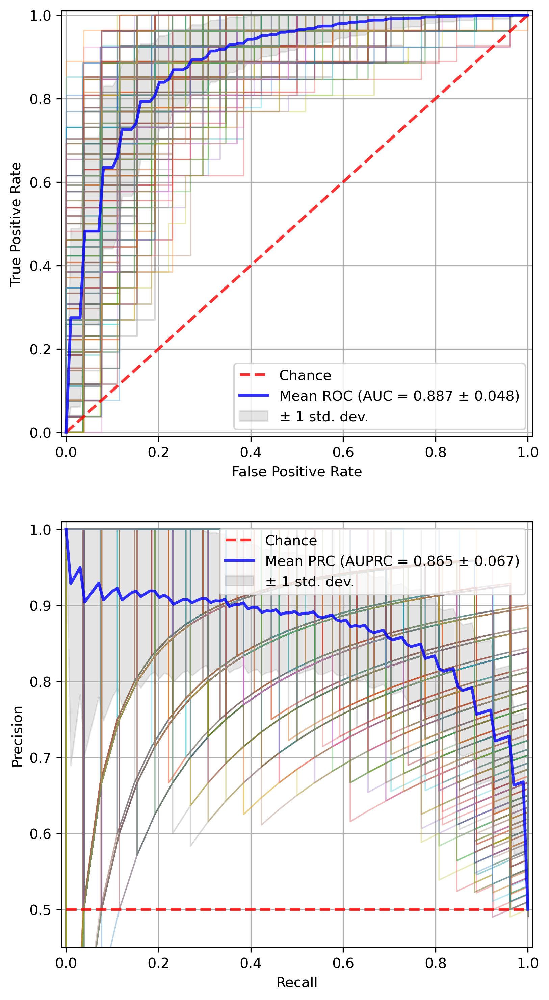 1.0
0.8
0.6
0.4
0.2
0.0
True Positive Rate
Chance
Mean ROC (AUC = 0.887 ± 0.048)
± 1 std. dev.
0.0 0.2 0.4 0.6 0.8 1.0
False Positive Rate
1.0
0.9
0.8
0.7
0.6
0.5
Precision
Chance
Mean PRC (AUPRC = 0.865 ± 0.067)
± 1 std. dev.
0.0 0.2 0.4 0.6 0.8 1.0
Recall